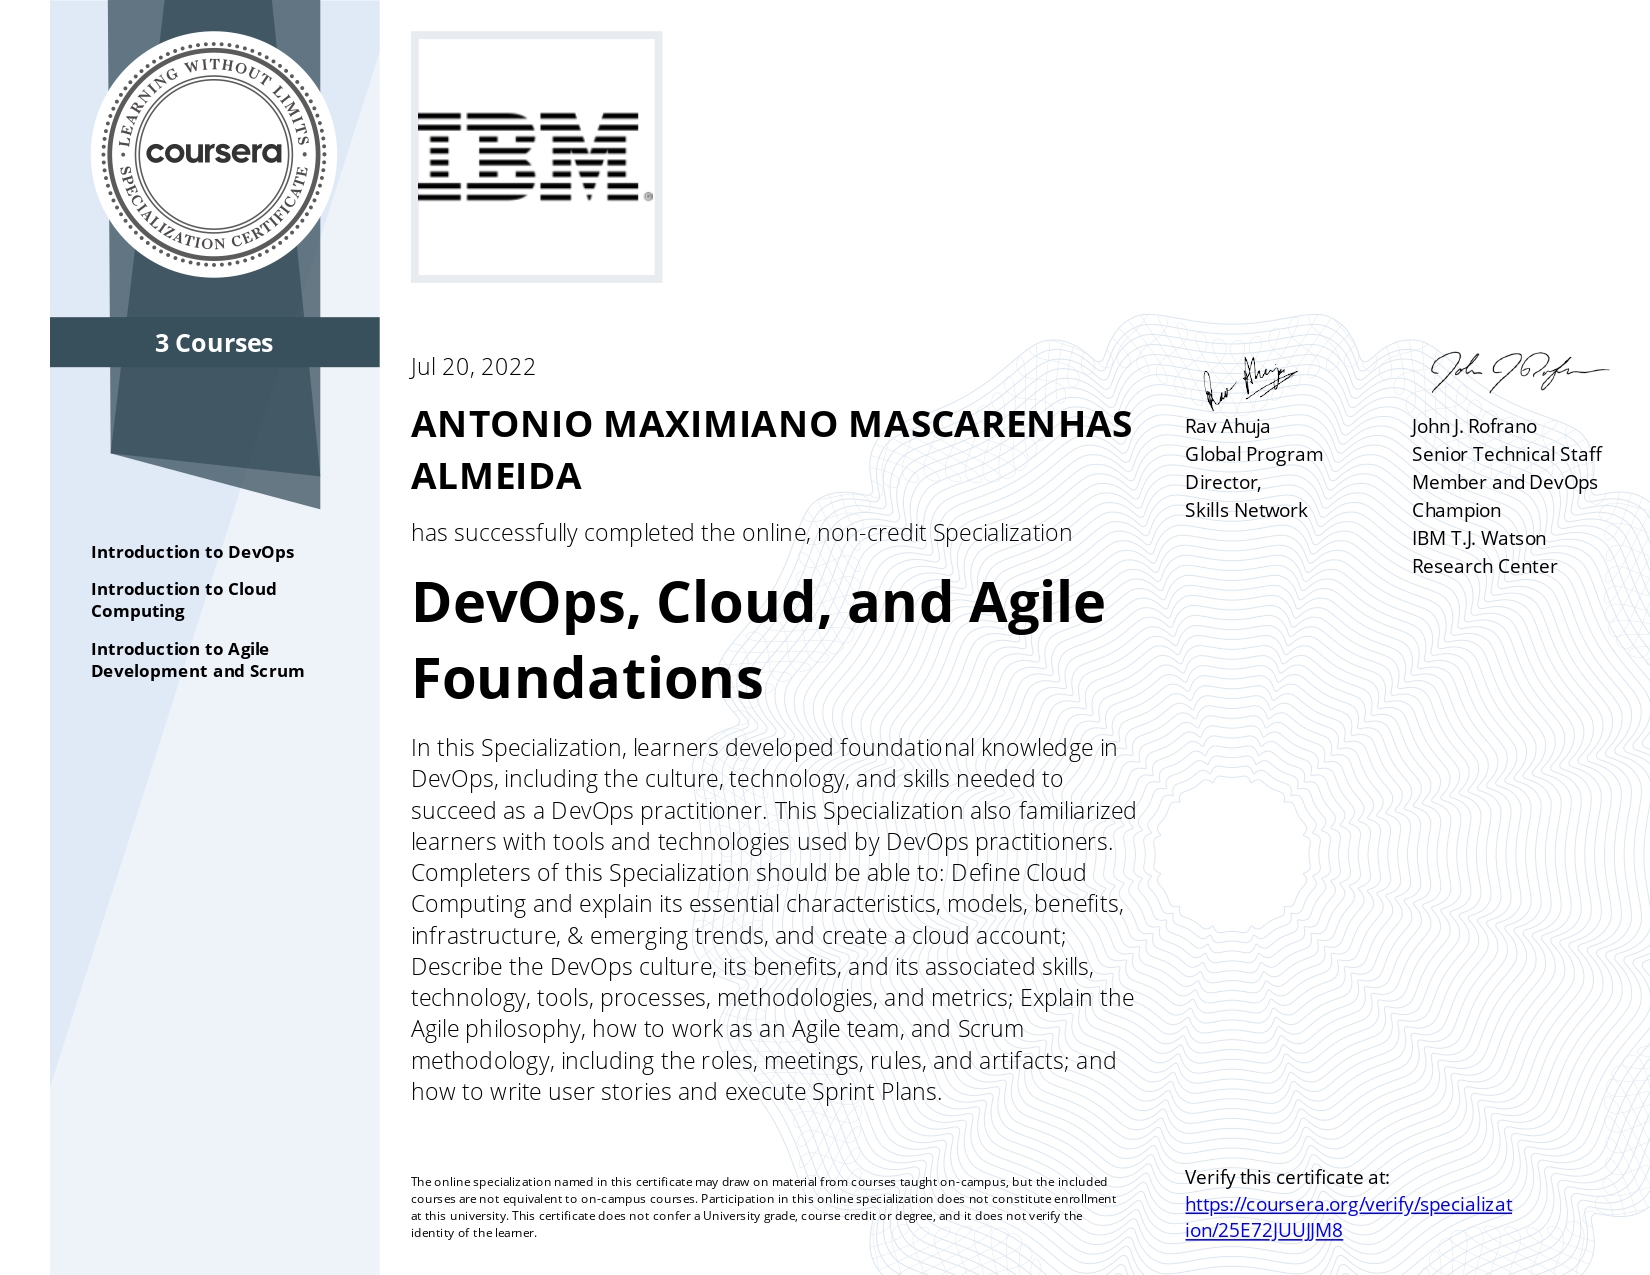 LEARNING WITHOUT LIMITS
coursera
SPECIALIZATION CERTIFICATE
3 Courses
Introduction to DevOps
Introduction to Cloud
Computing
Introduction to Agile
Development and Scrum
IBM®
Jul 20, 2022
ANTONIO MAXIMIANO MASCARENHAS
ALMEIDA
has successfully completed the online, non-credit Specialization
DevOps, Cloud, and Agile
Foundations
In this Specialization, learners developed foundational knowledge in
DevOps, including the culture, technology, and skills needed to
succeed as a DevOps practitioner. This Specialization also familiarized
learners with tools and technologies used by DevOps practitioners.
Completers of this Specialization should be able to: Define Cloud
Computing and explain its essential characteristics, models, benefits,
infrastructure, & emerging trends, and create a cloud account;
Describe the DevOps culture, its benefits, and its associated skills,
technology, tools, processes, methodologies, and metrics; Explain the
Agile philosophy, how to work as an Agile team, and Scrum
methodology, including the roles, meetings, rules, and artifacts; and
how to write user stories and execute Sprint Plans.
The online specialization named in this certificate may draw on material from courses taught on-campus, but the included
courses are not equivalent to on-campus courses. Participation in this online specialization does not constitute enrollment
at this university. This certificate does not confer a University grade, course credit or degree, and it does not verify the
identity of the learner.
Rav Ahuja
Rav Ahuja
Global Program
Director,
Skills Network
John J Rofrano
John J. Rofrano
Senior Technical Staff
Member and DevOps
Champion
IBM T.J. Watson
Research Center
Verify this certificate at:
https://coursera.org/verify/specializat
ion/25E72JUUJJM8